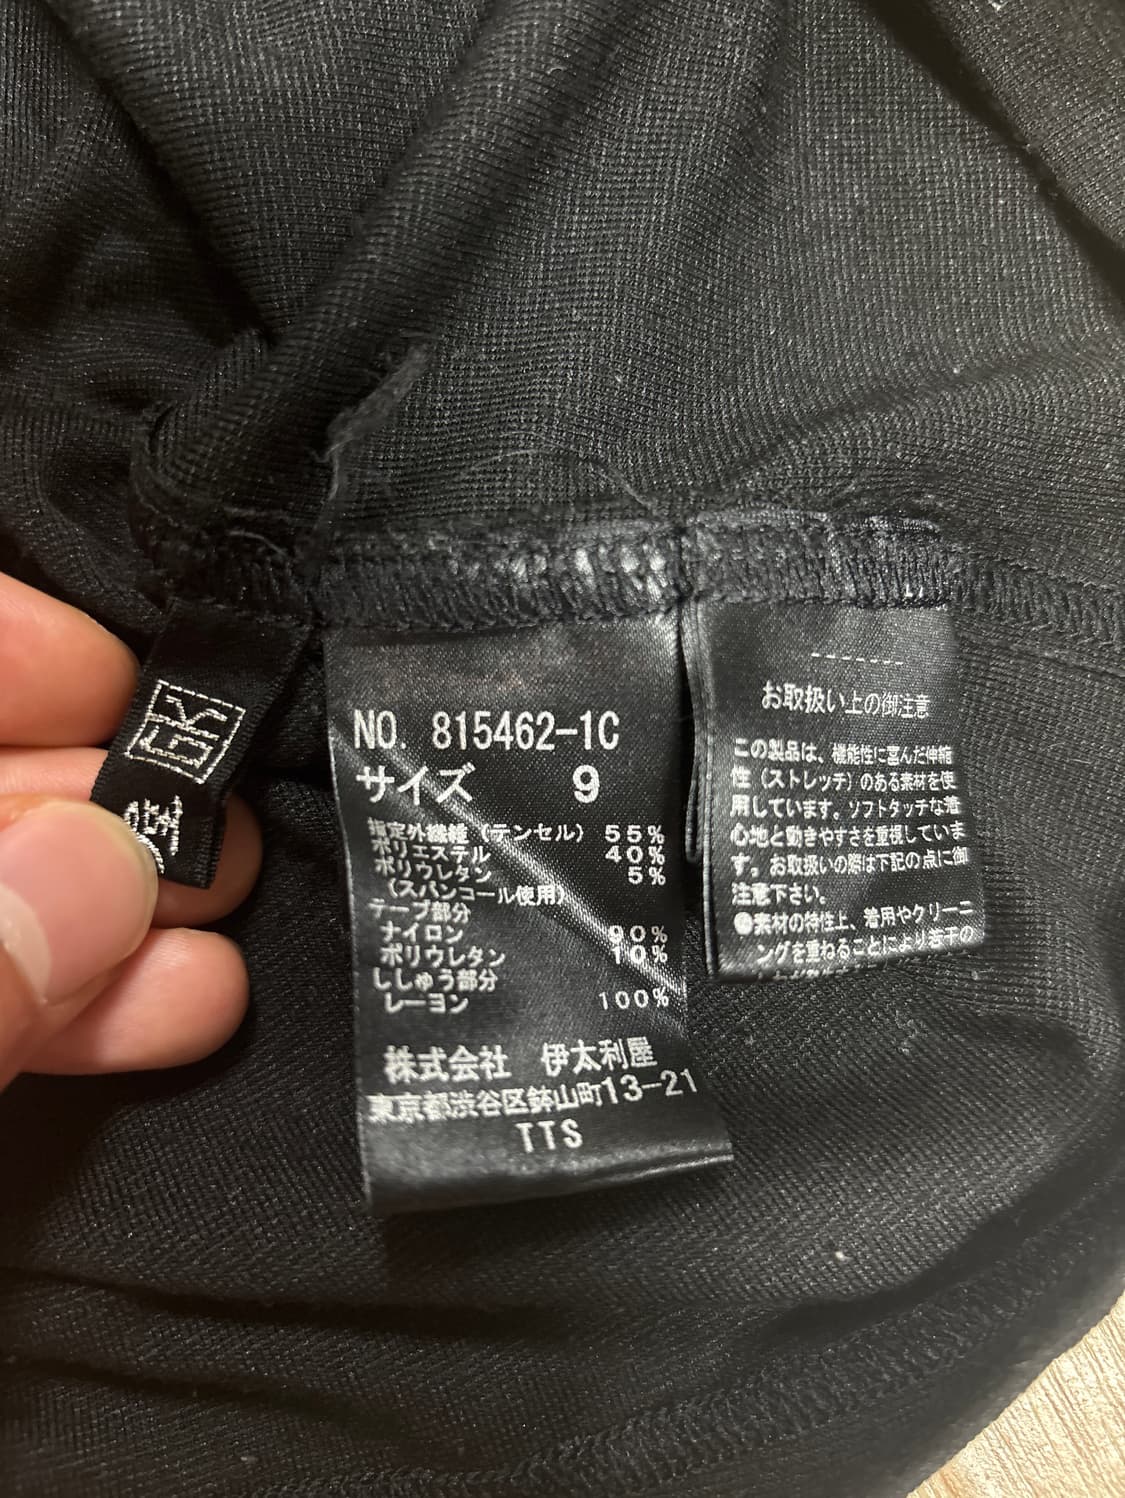 GK
NO. 815462-1C
サイズ 9
指定外繊維（テンセル） 55%
ポリエステル 40%
ポリウレタン 5%
（スパンコール使用）
テープ部分
ナイロン 90%
ポリウレタン 10%
ししゅう部分
レーヨン 100%
株式会社 伊太利屋
東京都渋谷区鉢山町13-21
TTS
お取扱い上の御注意
この製品は、機能性に富んだ伸縮
性（ストレッチ）のある素材を使
用しています。ソフトタッチな着
心地と動きやすさを重視していま
す。お取扱いの際は下記の点に御
注意下さい。
●素材の特性上、着用やクリーニ
ングを重ねることにより若干の